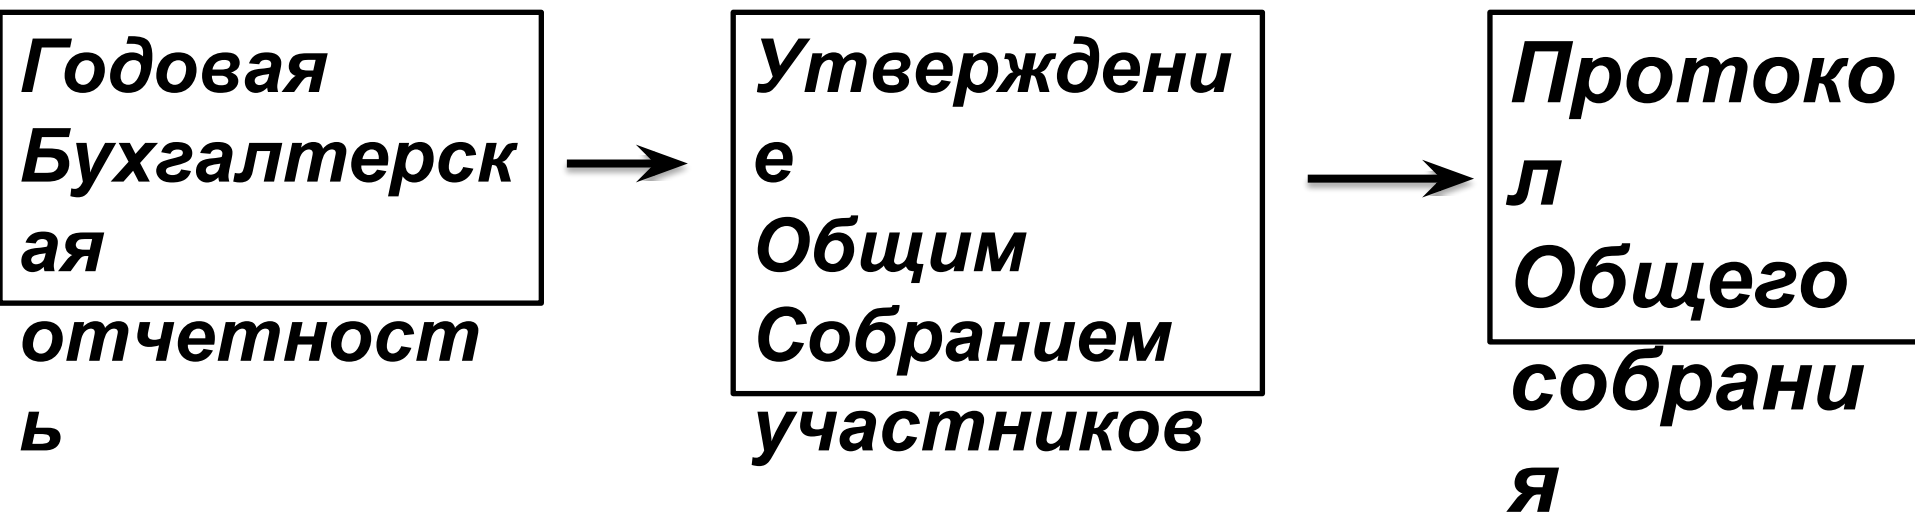 Годовая
Бухгалтерск
ая
отчетност
ь
Утверждени
е
Общим
Собранием
участников
Протоко
л
Общего
собрани
я